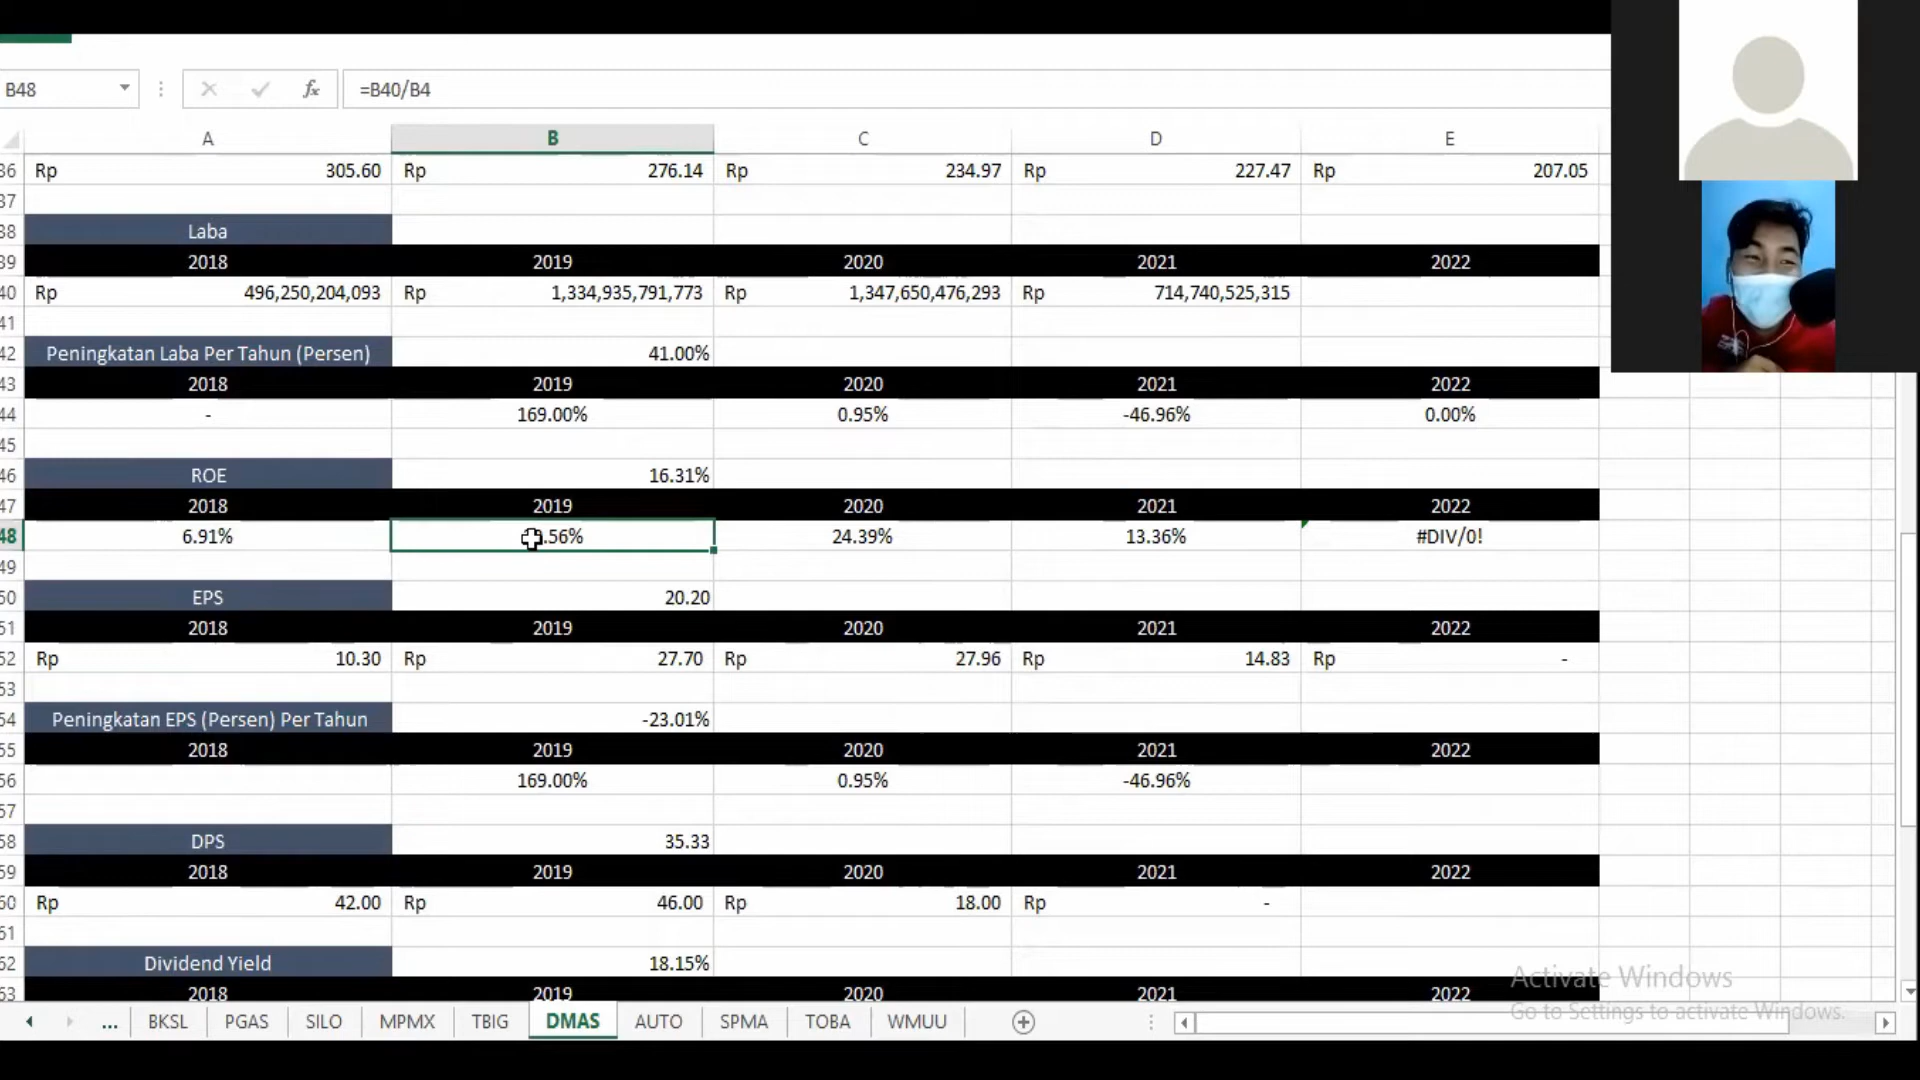 B48 fx =B40/B4
A B C D E
36 Rp 305.60 Rp 276.14 Rp 234.97 Rp 227.47 Rp 207.05
37
38 Laba
39 2018 2019 2020 2021 2022
40 Rp 496,250,204,093 Rp 1,334,935,791,773 Rp 1,347,650,476,293 Rp 714,740,525,315
41
42 Peningkatan Laba Per Tahun (Persen) 41.00%
43 2018 2019 2020 2021 2022
44 - 169.00% 0.95% -46.96% 0.00%
45
46 ROE 16.31%
47 2018 2019 2020 2021 2022
48 6.91% .56% 24.39% 13.36% #DIV/0!
49
50 EPS 20.20
51 2018 2019 2020 2021 2022
52 Rp 10.30 Rp 27.70 Rp 27.96 Rp 14.83 Rp -
53
54 Peningkatan EPS (Persen) Per Tahun -23.01%
55 2018 2019 2020 2021 2022
56 169.00% 0.95% -46.96%
57
58 DPS 35.33
59 2018 2019 2020 2021 2022
60 Rp 42.00 Rp 46.00 Rp 18.00 Rp -
61
62 Dividend Yield 18.15%
63 2018 2019 2020 2021 2022
Activate Windows
Go to Settings to activate Windows.
... BKSL PGAS SILO MPMX TBIG DMAS AUTO SPMA TOBA WMUU